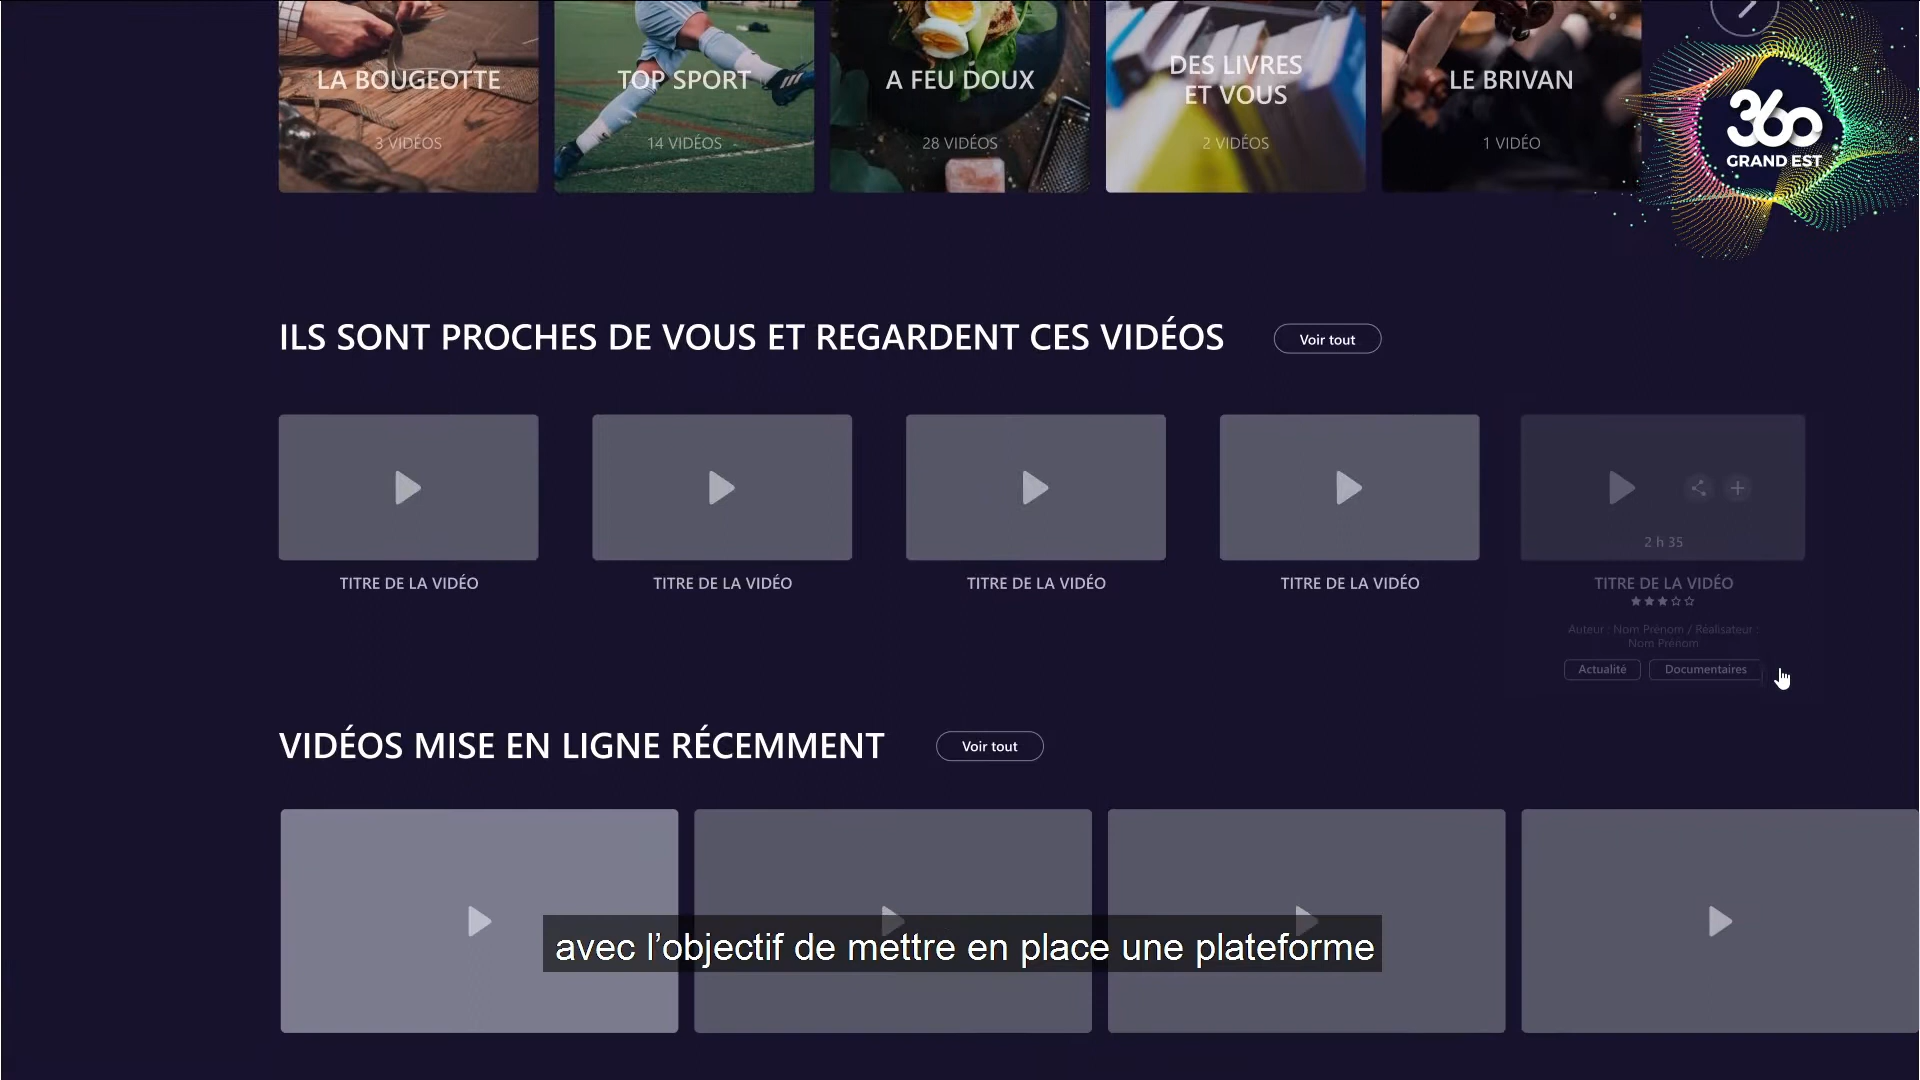 LA BOUGEOTTE
3 VIDÉOS
TOP SPORT
14 VIDÉOS
A FEU DOUX
28 VIDÉOS
DES LIVRES
ET VOUS
2 VIDÉOS
LE BRIVAN
1 VIDÉO
360
GRAND EST
ILS SONT PROCHES DE VOUS ET REGARDENT CES VIDÉOS
Voir tout
TITRE DE LA VIDÉO
TITRE DE LA VIDÉO
TITRE DE LA VIDÉO
TITRE DE LA VIDÉO
2 h 35
TITRE DE LA VIDÉO
Auteur : Nom Prénom / Réalisateur :
Nom Prénom
Actualité
Documentaires
VIDÉOS MISE EN LIGNE RÉCEMMENT
Voir tout
avec l’objectif de mettre en place une plateforme